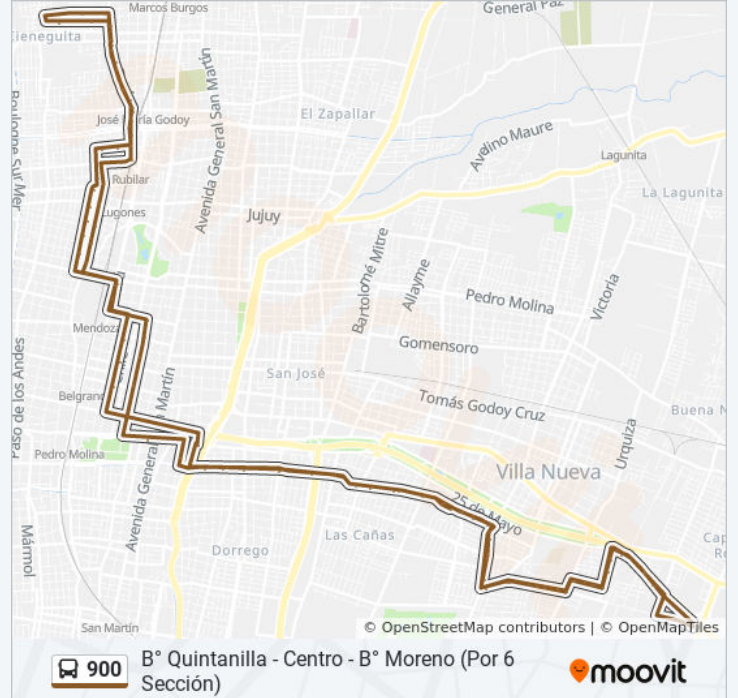 Marcos Burgos
General Paz
Cieneguita
Boulogne Sur Mer
José María Godoy
Avenida General San Martín
El Zapallar
Avelino Maure
Lagunita
Rubilar
La Lagunita
Lugones
Jujuy
Bartolomé Mitre
Allayme
Pedro Molina
Victoria
Mendoza
Gomensoro
Paso de los Andes
San José
Belgrano
Tomás Godoy Cruz
Buena N
Urquiza
Pedro Molina
Avenida General San Martín
Villa Nueva
25 de Mayo
Mármol
Dorrego
Las Cañas
San Martín
© OpenStreetMap contributors | © OpenMapTiles
900
B° Quintanilla - Centro - B° Moreno (Por 6
Sección)
moovit